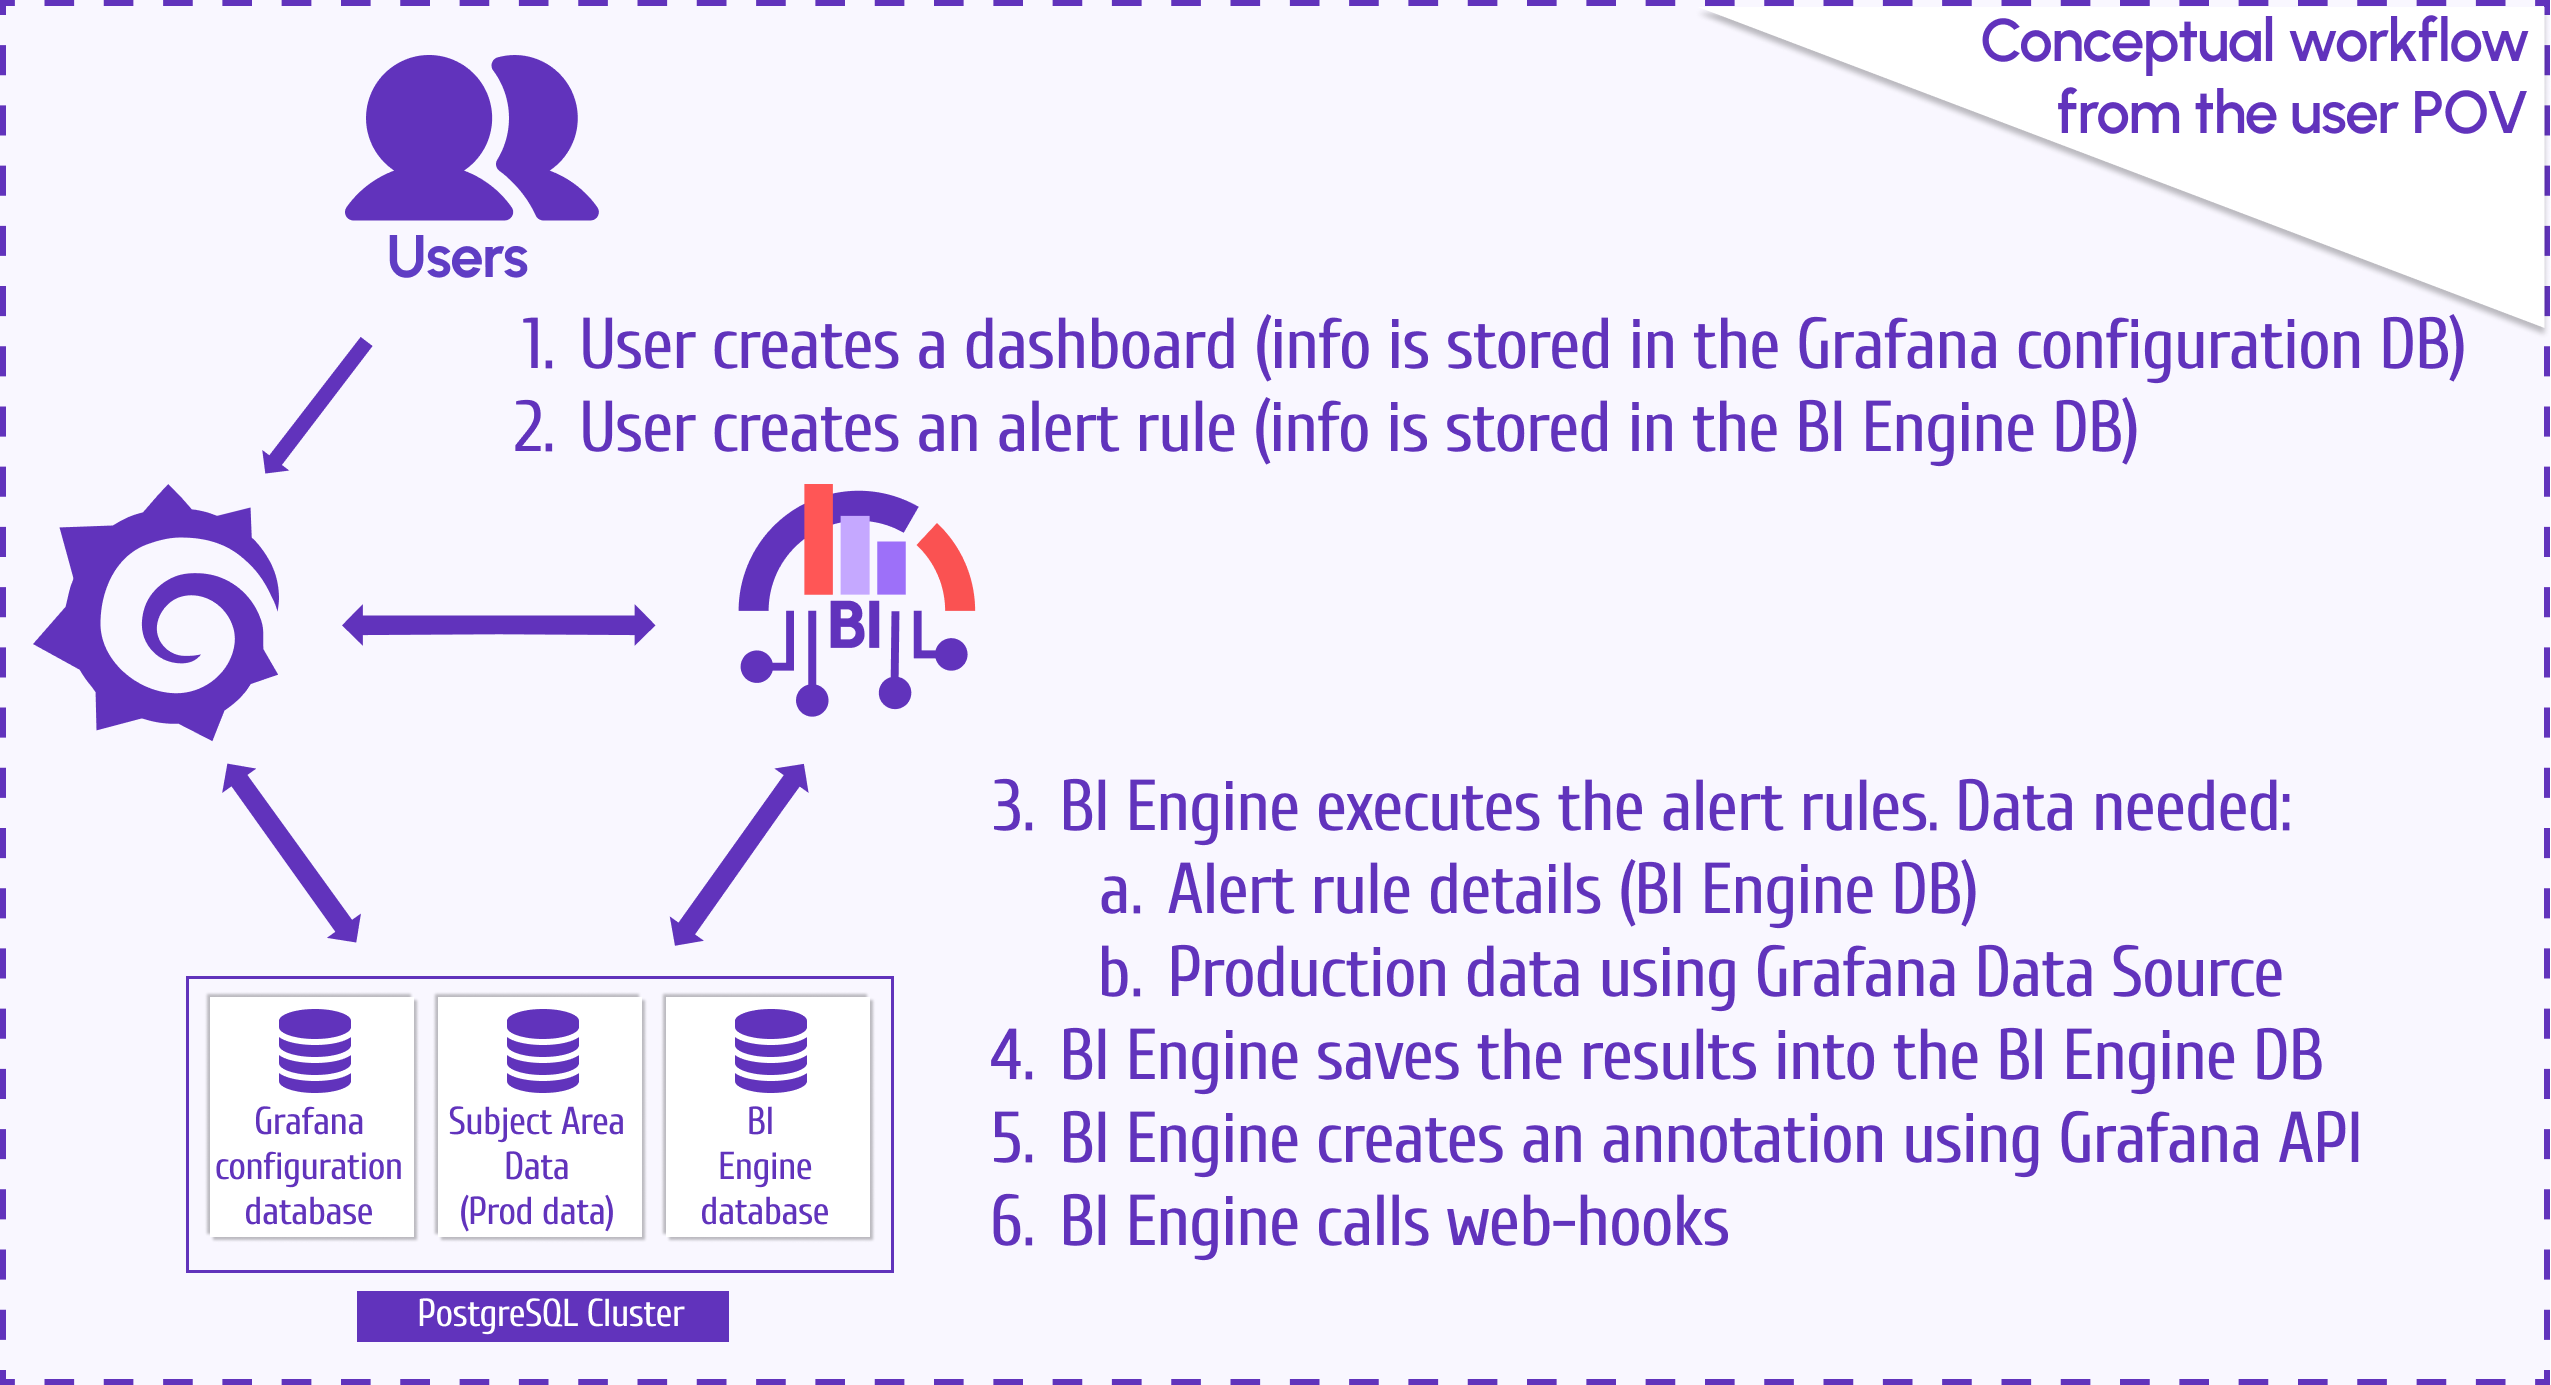 Conceptual workflow
from the user POV
Users
1. User creates a dashboard (info is stored in the Grafana configuration DB)
2. User creates an alert rule (info is stored in the BI Engine DB)
BI
3. BI Engine executes the alert rules. Data needed:
a. Alert rule details (BI Engine DB)
b. Production data using Grafana Data Source
4. BI Engine saves the results into the BI Engine DB
5. BI Engine creates an annotation using Grafana API
6. BI Engine calls web-hooks
Grafana
configuration
database
Subject Area
Data
(Prod data)
BI
Engine
database
PostgreSQL Cluster